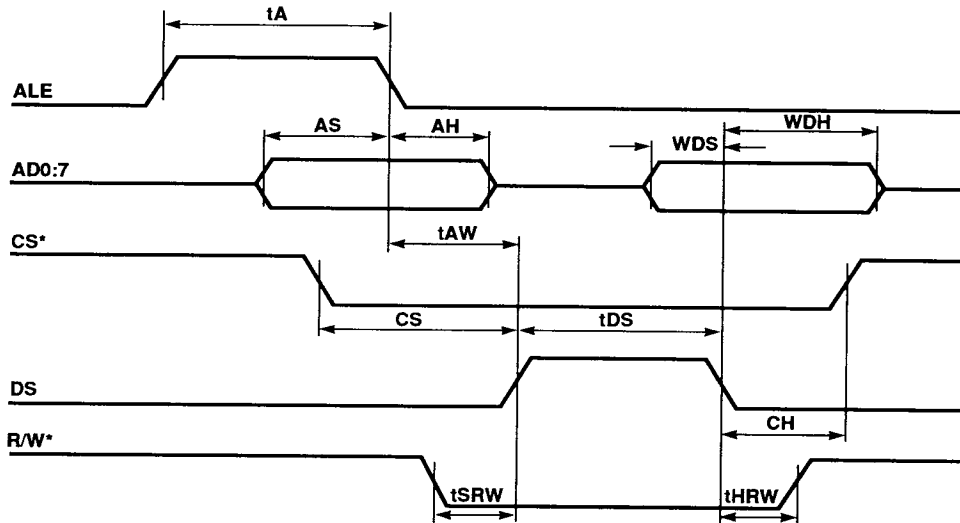 tA
ALE
AS
AH
WDS
WDH
AD0:7
tAW
CS*
CS
tDS
DS
CH
R/W*
tSRW
tHRW